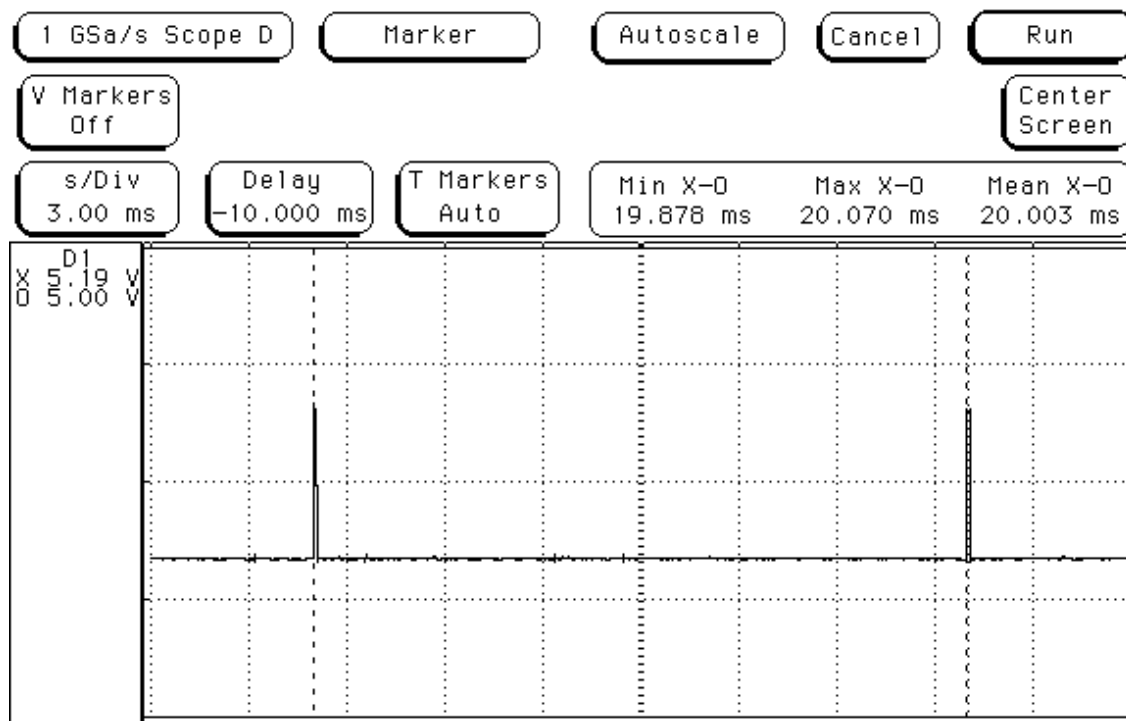 1 GSa/s Scope D Marker Autoscale Cancel Run
V Markers
Off
Center
Screen
s/Div
3.00 ms
Delay
-10.000 ms
T Markers
Auto
Min X-O Max X-O Mean X-O
19.878 ms 20.070 ms 20.003 ms
D1
X 5.19 V
O 5.00 V